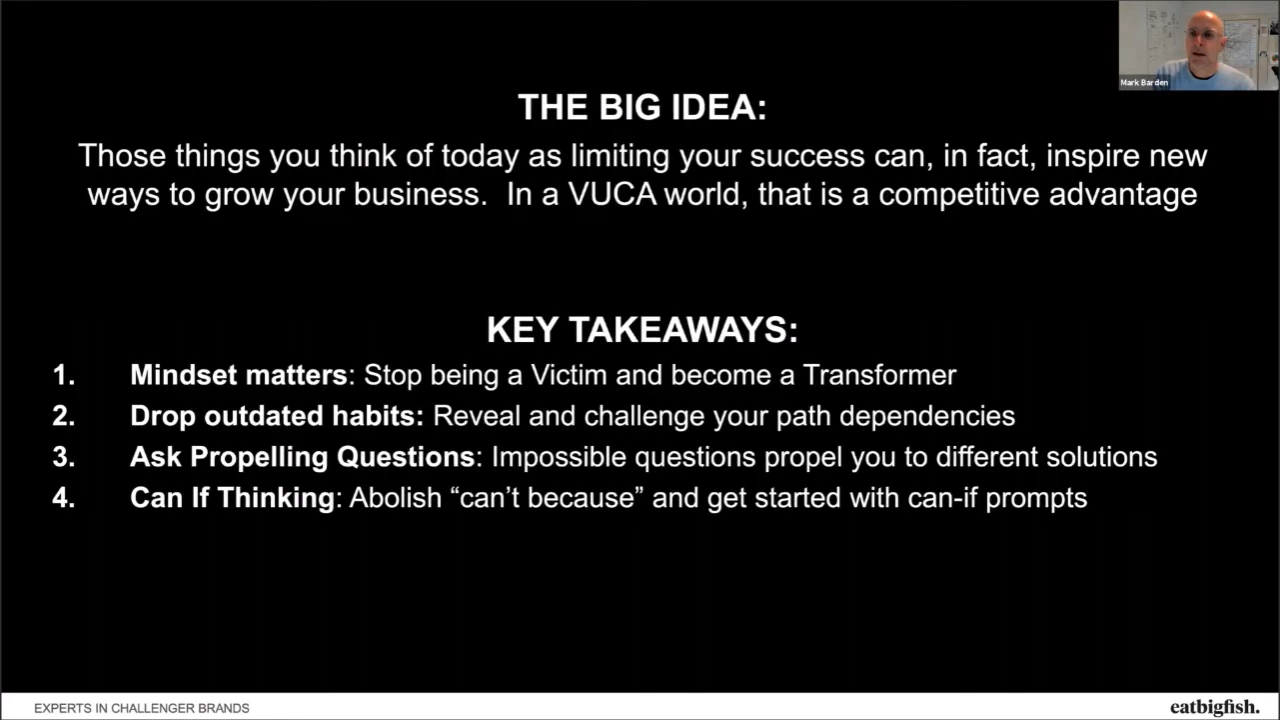 Mark Barden
THE BIG IDEA:
Those things you think of today as limiting your success can, in fact, inspire new
ways to grow your business.  In a VUCA world, that is a competitive advantage
KEY TAKEAWAYS:
1. Mindset matters: Stop being a Victim and become a Transformer
2. Drop outdated habits: Reveal and challenge your path dependencies
3. Ask Propelling Questions: Impossible questions propel you to different solutions
4. Can If Thinking: Abolish “can’t because” and get started with can-if prompts
EXPERTS IN CHALLENGER BRANDS
eatbigfish.